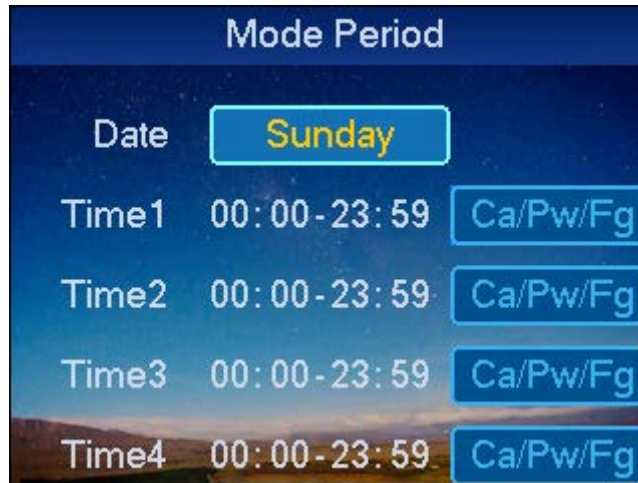 Mode Period
Date Sunday
Time1 00:00-23:59 Ca/Pw/Fg
Time2 00:00-23:59 Ca/Pw/Fg
Time3 00:00-23:59 Ca/Pw/Fg
Time4 00:00-23:59 Ca/Pw/Fg